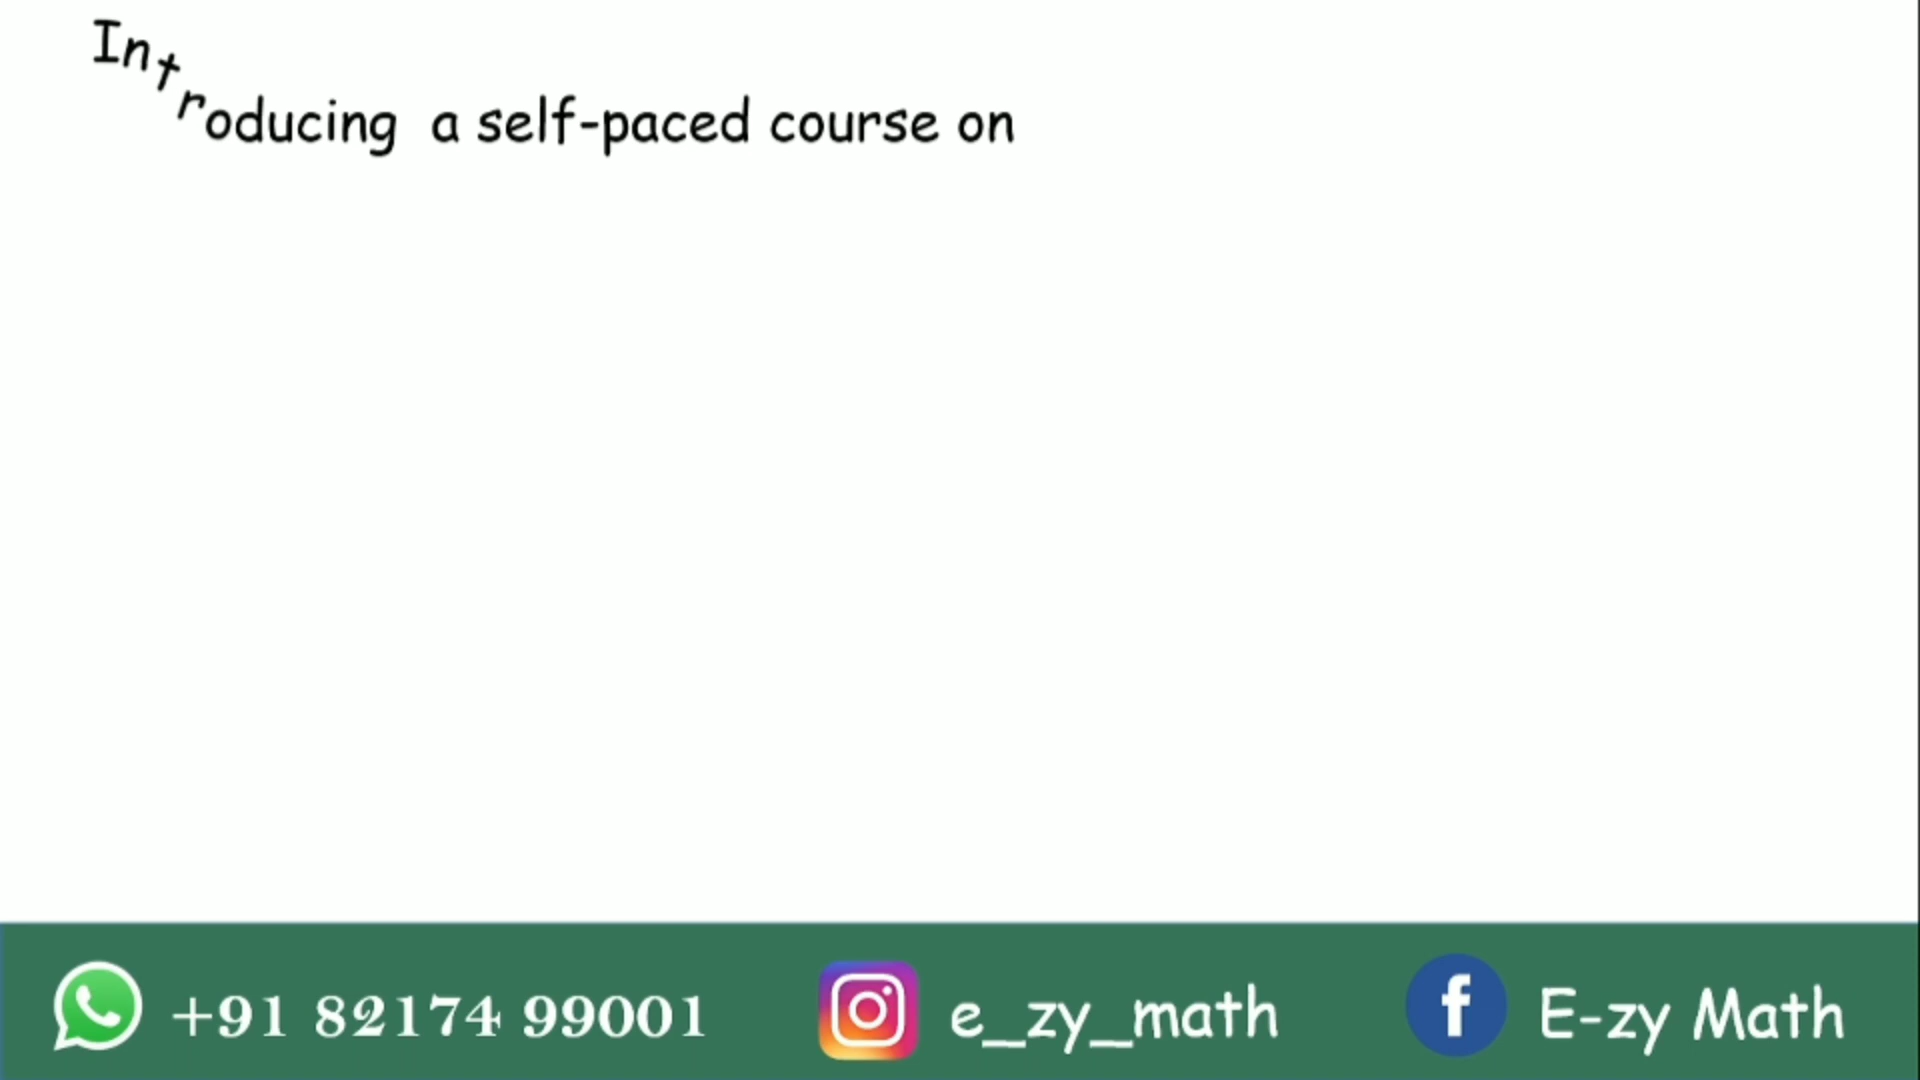 Introducing a self-paced course on
+91 82174 99001
e_zy_math
E-zy Math